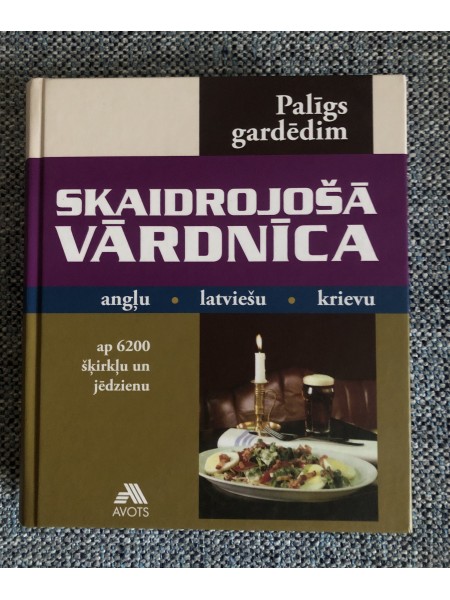 Palīgs
gardēdim
SKAIDROJOŠĀ
VĀRDNĪCA
angļu • latviešu • krievu
ap 6200
šķirkļu un
jēdzienu
AVOTS